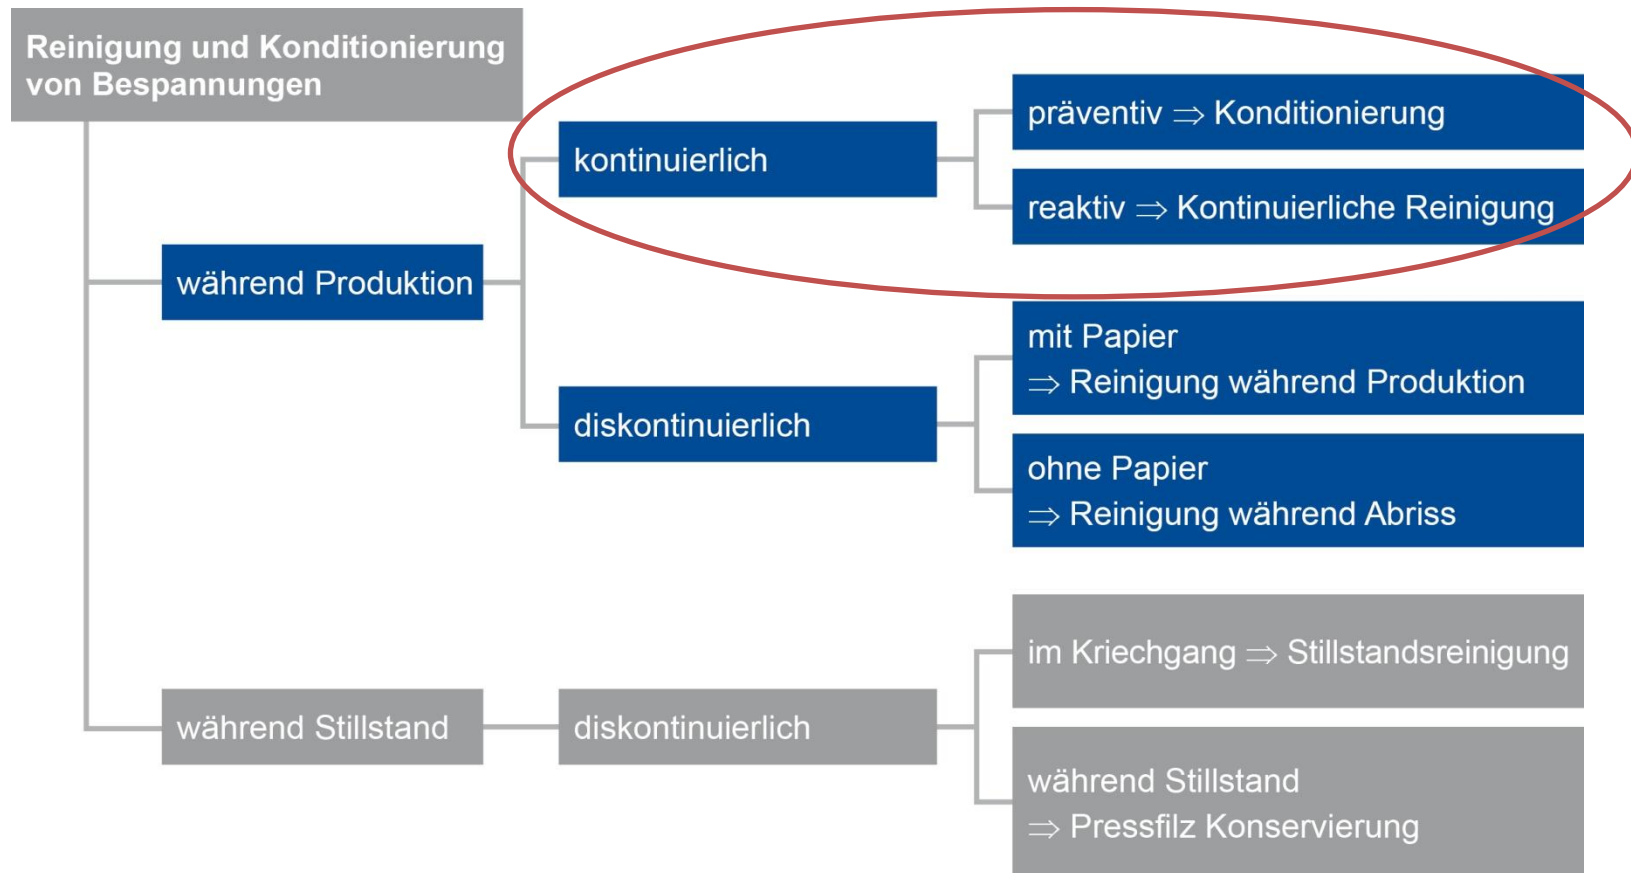 Reinigung und Konditionierung
von Bespannungen
kontinuierlich
präventiv ⇒ Konditionierung
reaktiv ⇒ Kontinuierliche Reinigung
während Produktion
diskontinuierlich
mit Papier
⇒ Reinigung während Produktion
ohne Papier
⇒ Reinigung während Abriss
während Stillstand
diskontinuierlich
im Kriechgang ⇒ Stillstandsreinigung
während Stillstand
⇒ Pressfilz Konservierung